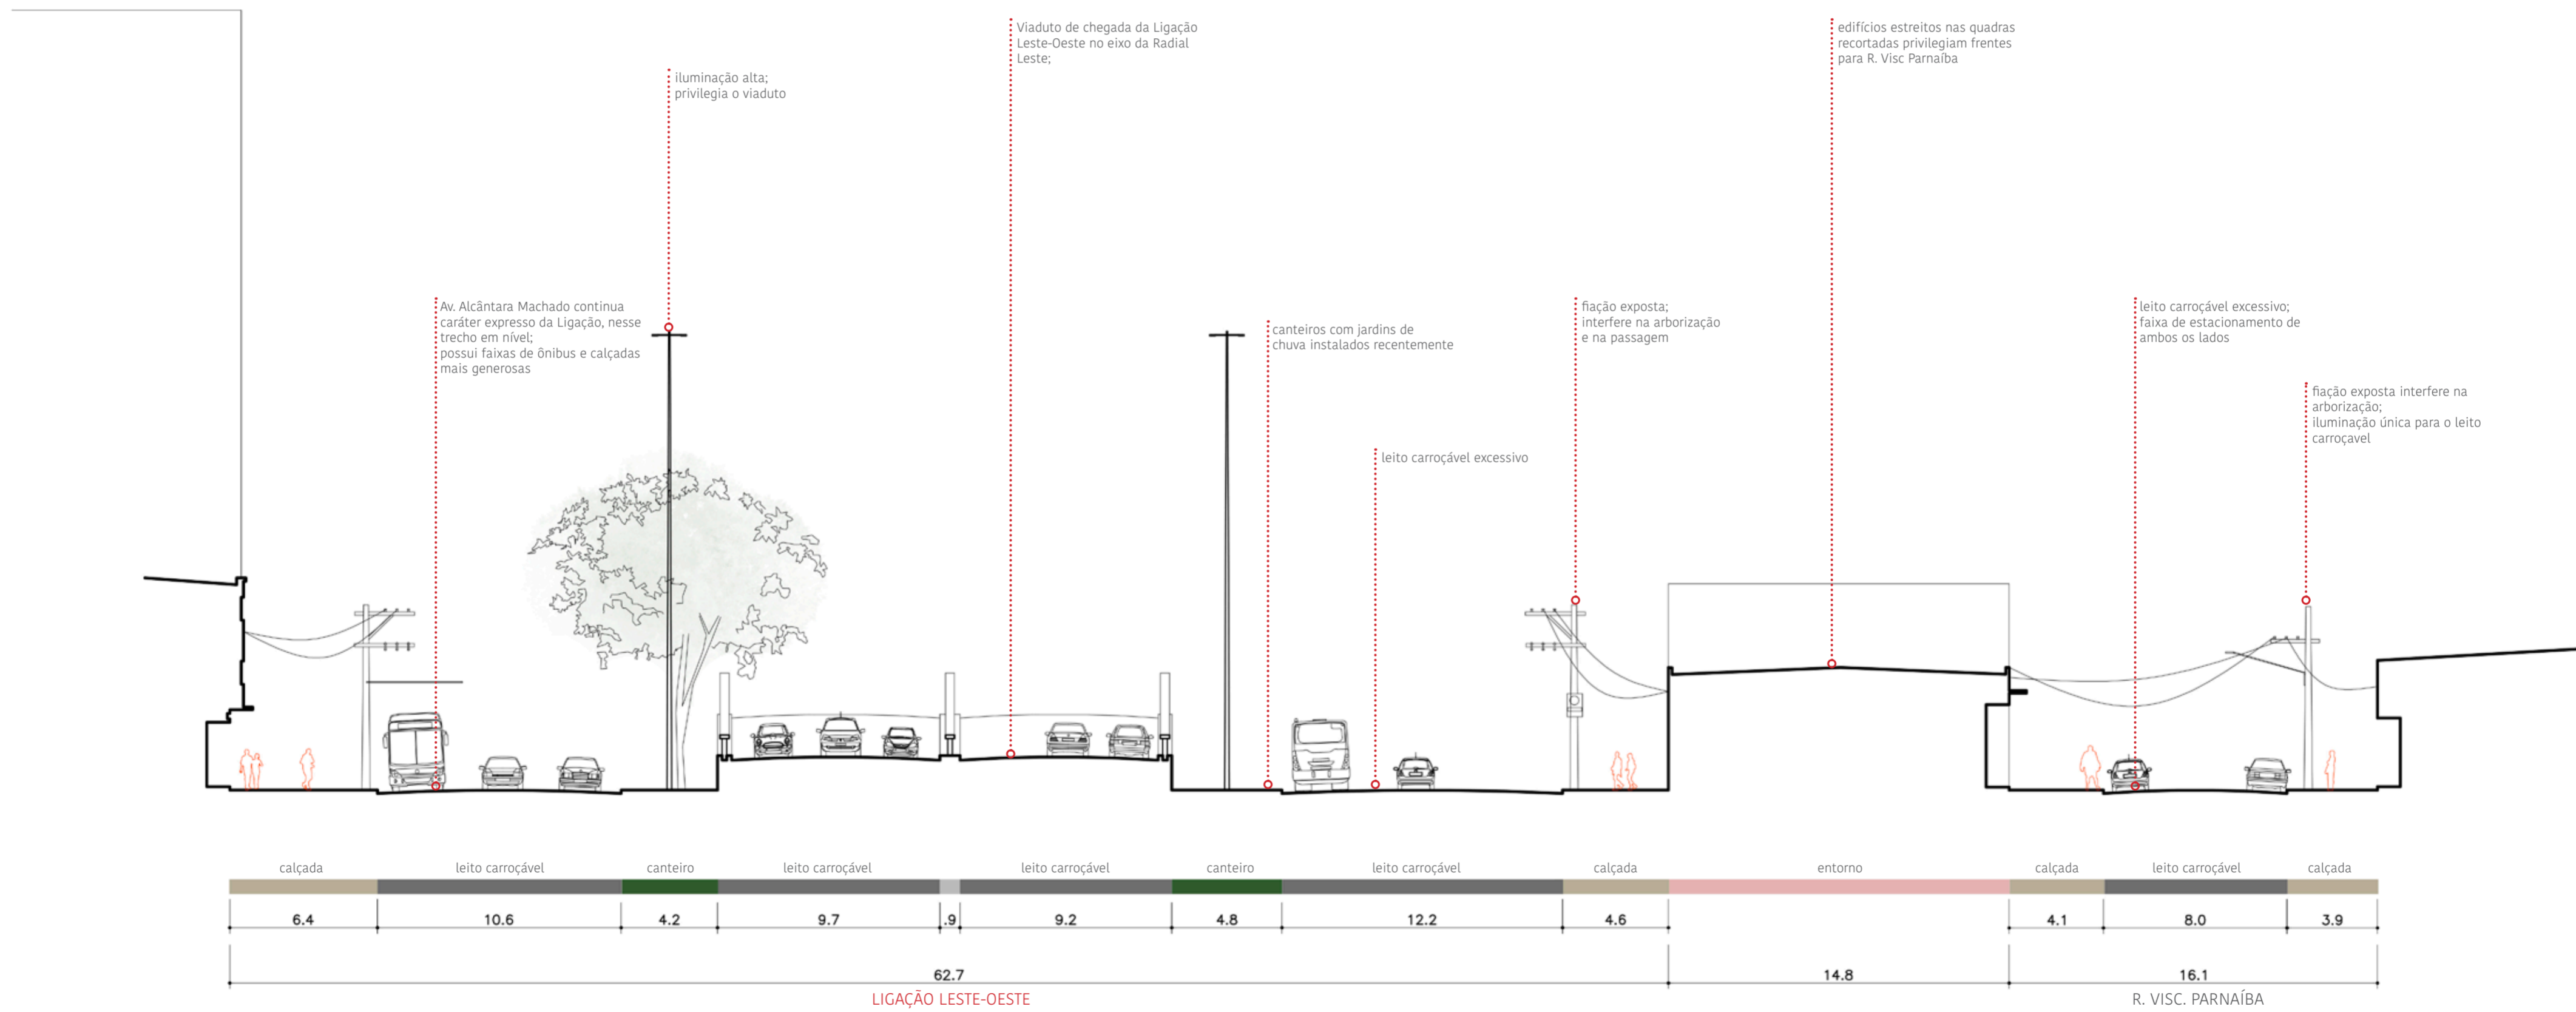 Viaduto de chegada da Ligação
Leste-Oeste no eixo da Radial
Leste;
edifícios estreitos nas quadras
recortadas privilegiam frentes
para R. Visc Parnaíba
iluminação alta;
privilegia o viaduto
Av. Alcântara Machado continua
caráter expresso da Ligação, nesse
trecho em nível;
possui faixas de ônibus e calçadas
mais generosas
canteiros com jardins de
chuva instalados recentemente
fiação exposta;
interfere na arborização
e na passagem
leito carroçável excessivo;
faixa de estacionamento de
ambos os lados
fiação exposta interfere na
arborização;
iluminação única para o leito
carroçavel
leito carroçável excessivo
calçada leito carroçável canteiro leito carroçável leito carroçável canteiro leito carroçável calçada entorno calçada leito carroçável calçada
6.4 10.6 4.2 9.7 .9 9.2 4.8 12.2 4.6 4.1 8.0 3.9
62.7 14.8 16.1
LIGAÇÃO LESTE-OESTE R. VISC. PARNAÍBA